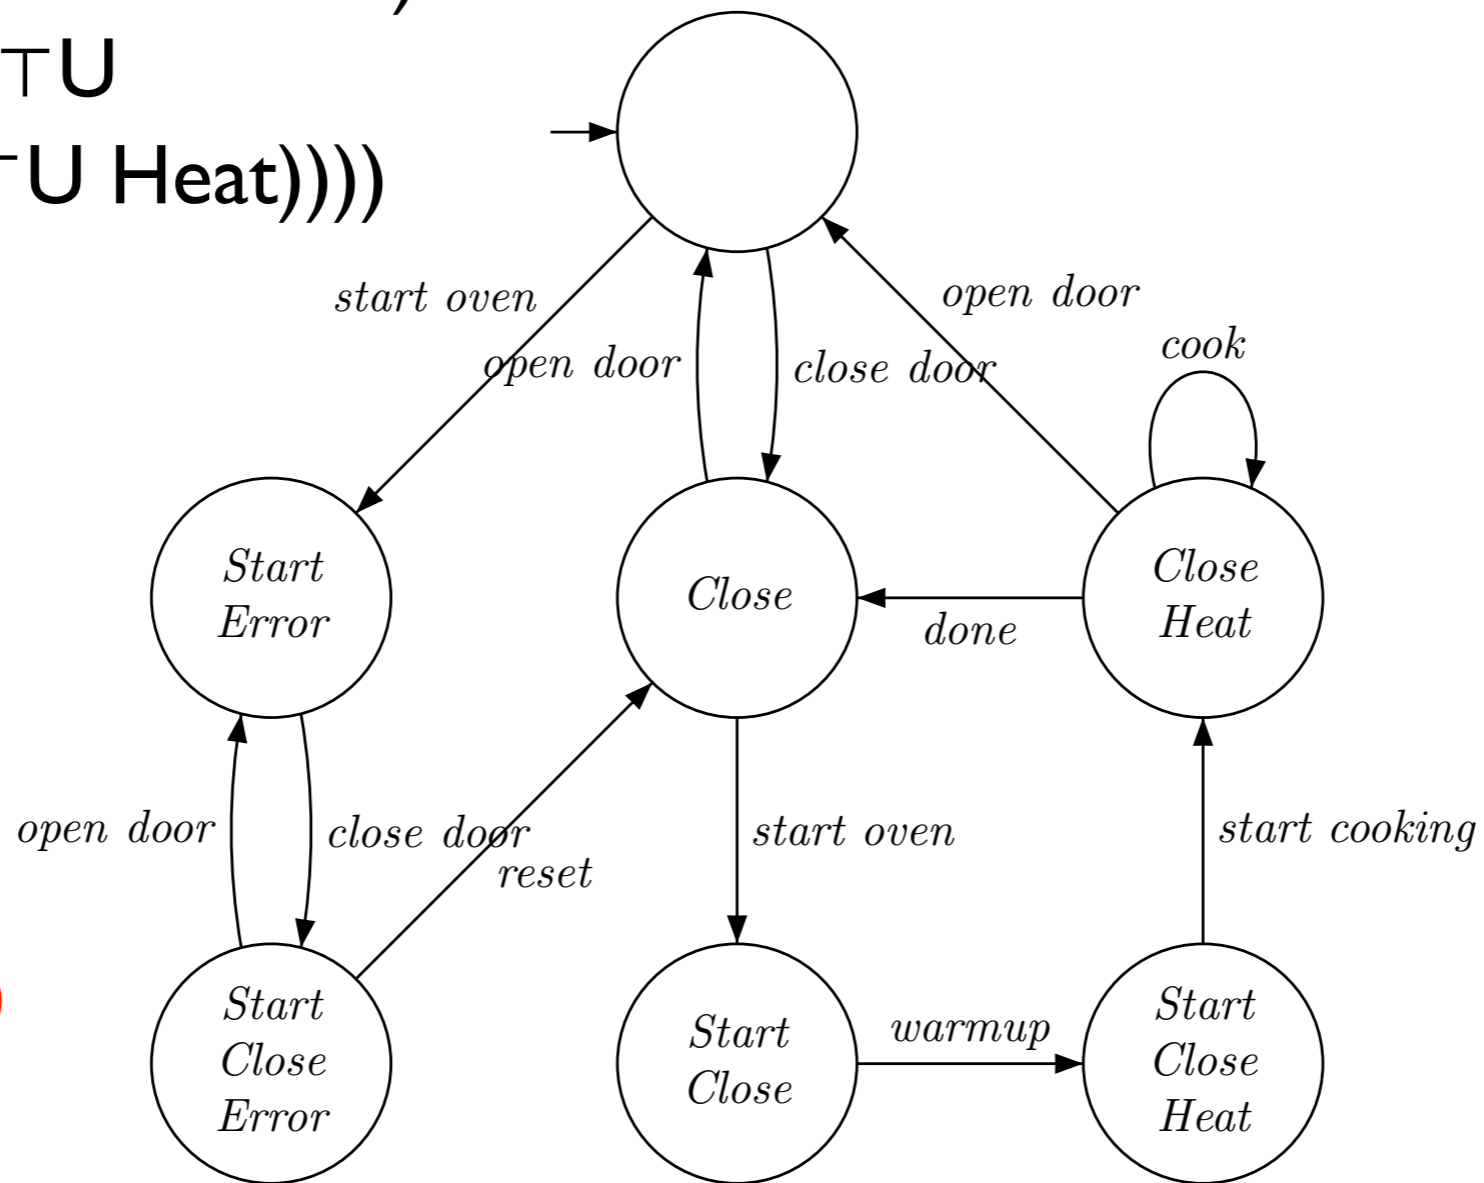 ⊤U
U Heat))))
start oven
open door
open door
close door
cook
Start
Error
Close
Close
Heat
done
open door
close door
reset
start oven
start cooking
Start
Close
Error
Start
Close
warmup
Start
Close
Heat